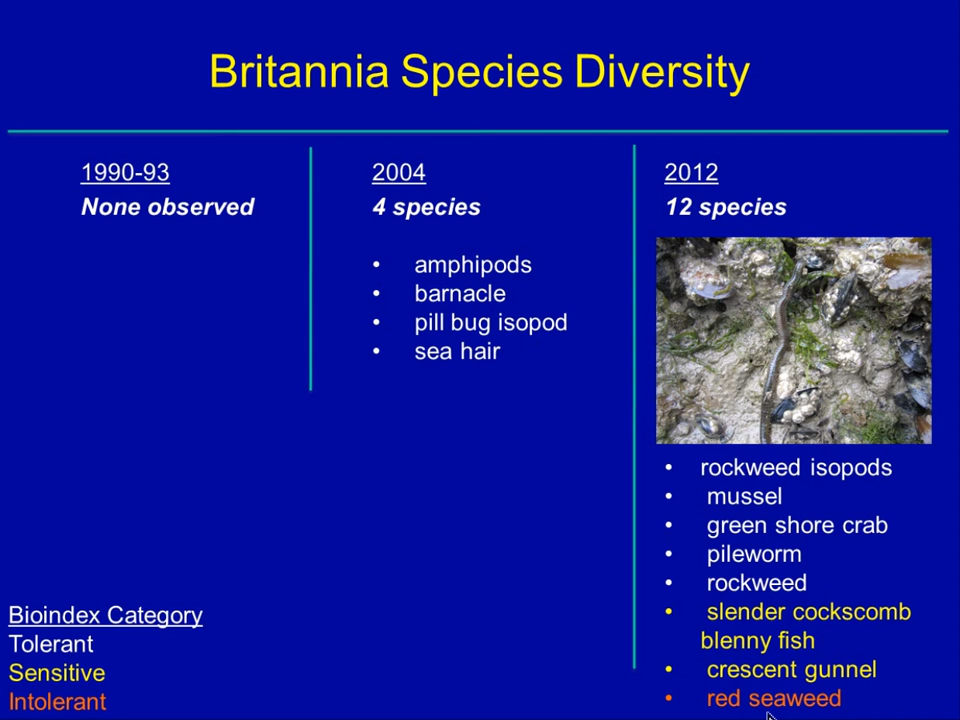 Britannia Species Diversity
1990-93
None observed
2004
4 species
• amphipods
• barnacle
• pill bug isopod
• sea hair
2012
12 species
• rockweed isopods
• mussel
• green shore crab
• pileworm
• rockweed
• slender cockscomb
blenny fish
• crescent gunnel
• red seaweed
Bioindex Category
Tolerant
Sensitive
Intolerant